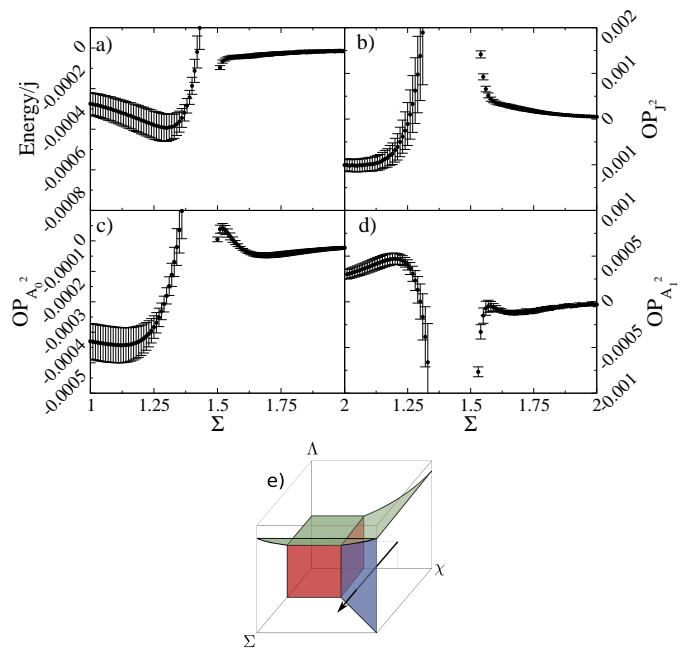 a)
b)
c)
d)
Energy/j
0
-0.0002
-0.0004
-0.0006
-0.0008
0.002
0.001
0
-0.001
0.001
OP_J^2
OP_{A_0}^2
0
-0.0001
-0.0002
-0.0003
-0.0004
-0.0005
0.0005
0
-0.0005
-0.001
OP_{A_1}^2
1 1.25 1.5 1.75 2 1.25 1.5 1.75 2
Σ Σ
Λ
e)
χ
Σ